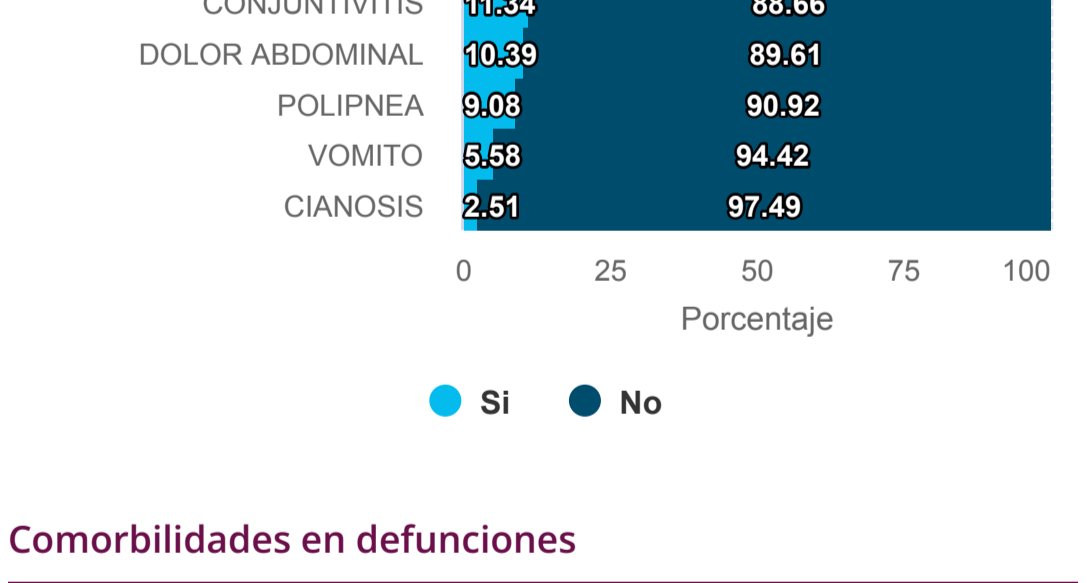 CONJUNTIVITIS 11.34 88.66
DOLOR ABDOMINAL 10.39 89.61
POLIPNEA 9.08 90.92
VOMITO 5.58 94.42
CIANOSIS 2.51 97.49
0 25 50 75 100
Porcentaje
Si No
Comorbilidades en defunciones